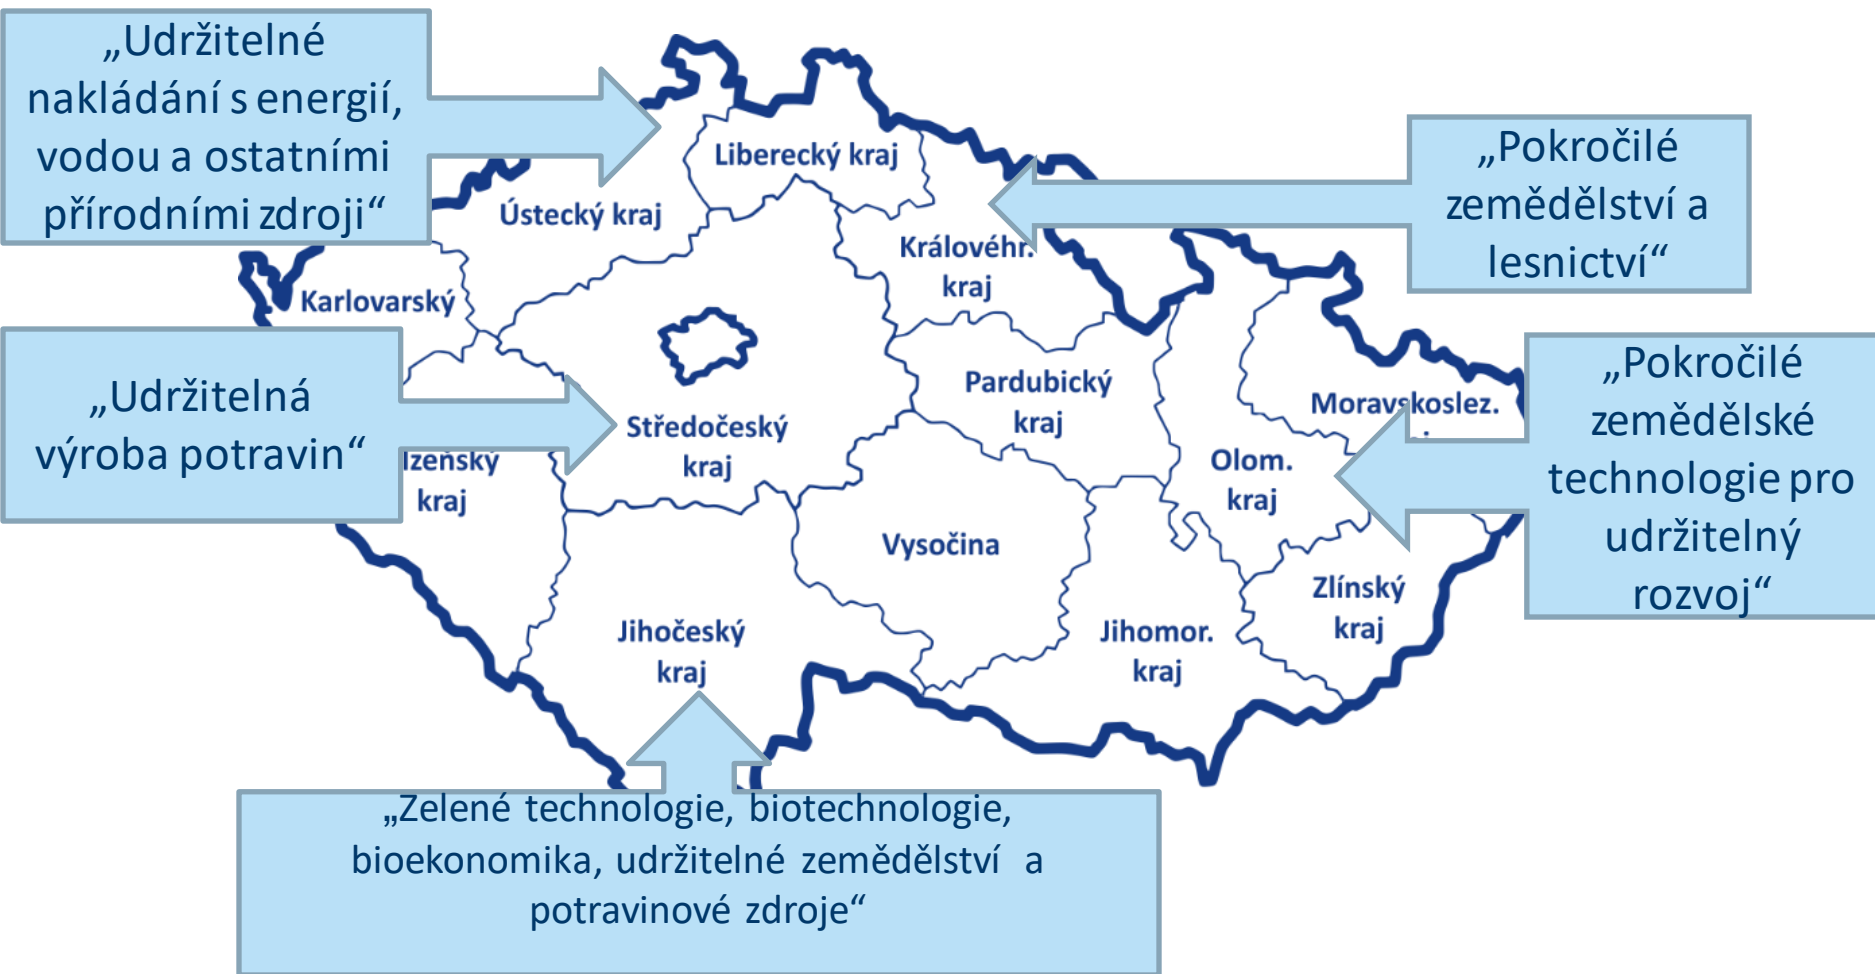 „Udržitelné
nakládání s energií,
vodou a ostatními
přírodními zdroji“
„Pokročilé
zemědělství a
lesnictví“
Liberecký kraj
Ústecký kraj
Královéhr.
kraj
Karlovarský
„Udržitelná
výroba potravin“
Pardubický
kraj
Moravskoslez.
„Pokročilé
zemědělské
technologie pro
udržitelný
rozvoj“
Středočeský
kraj
lzeňský
kraj
Olom.
kraj
Vysočina
Zlínský
kraj
Jihočeský
kraj
Jihomor.
kraj
„Zelené technologie, biotechnologie,
bioekonomika, udržitelné zemědělství a
potravinové zdroje“